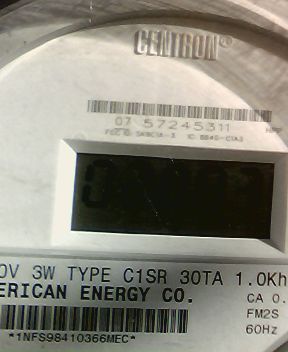 CENTRON®
07 57245311
0V 3W TYPE C1SR 30TA 1.0Kh
ERICAN ENERGY CO.
CA 0.
FM2S
60Hz
*1NFS98410366MEC*